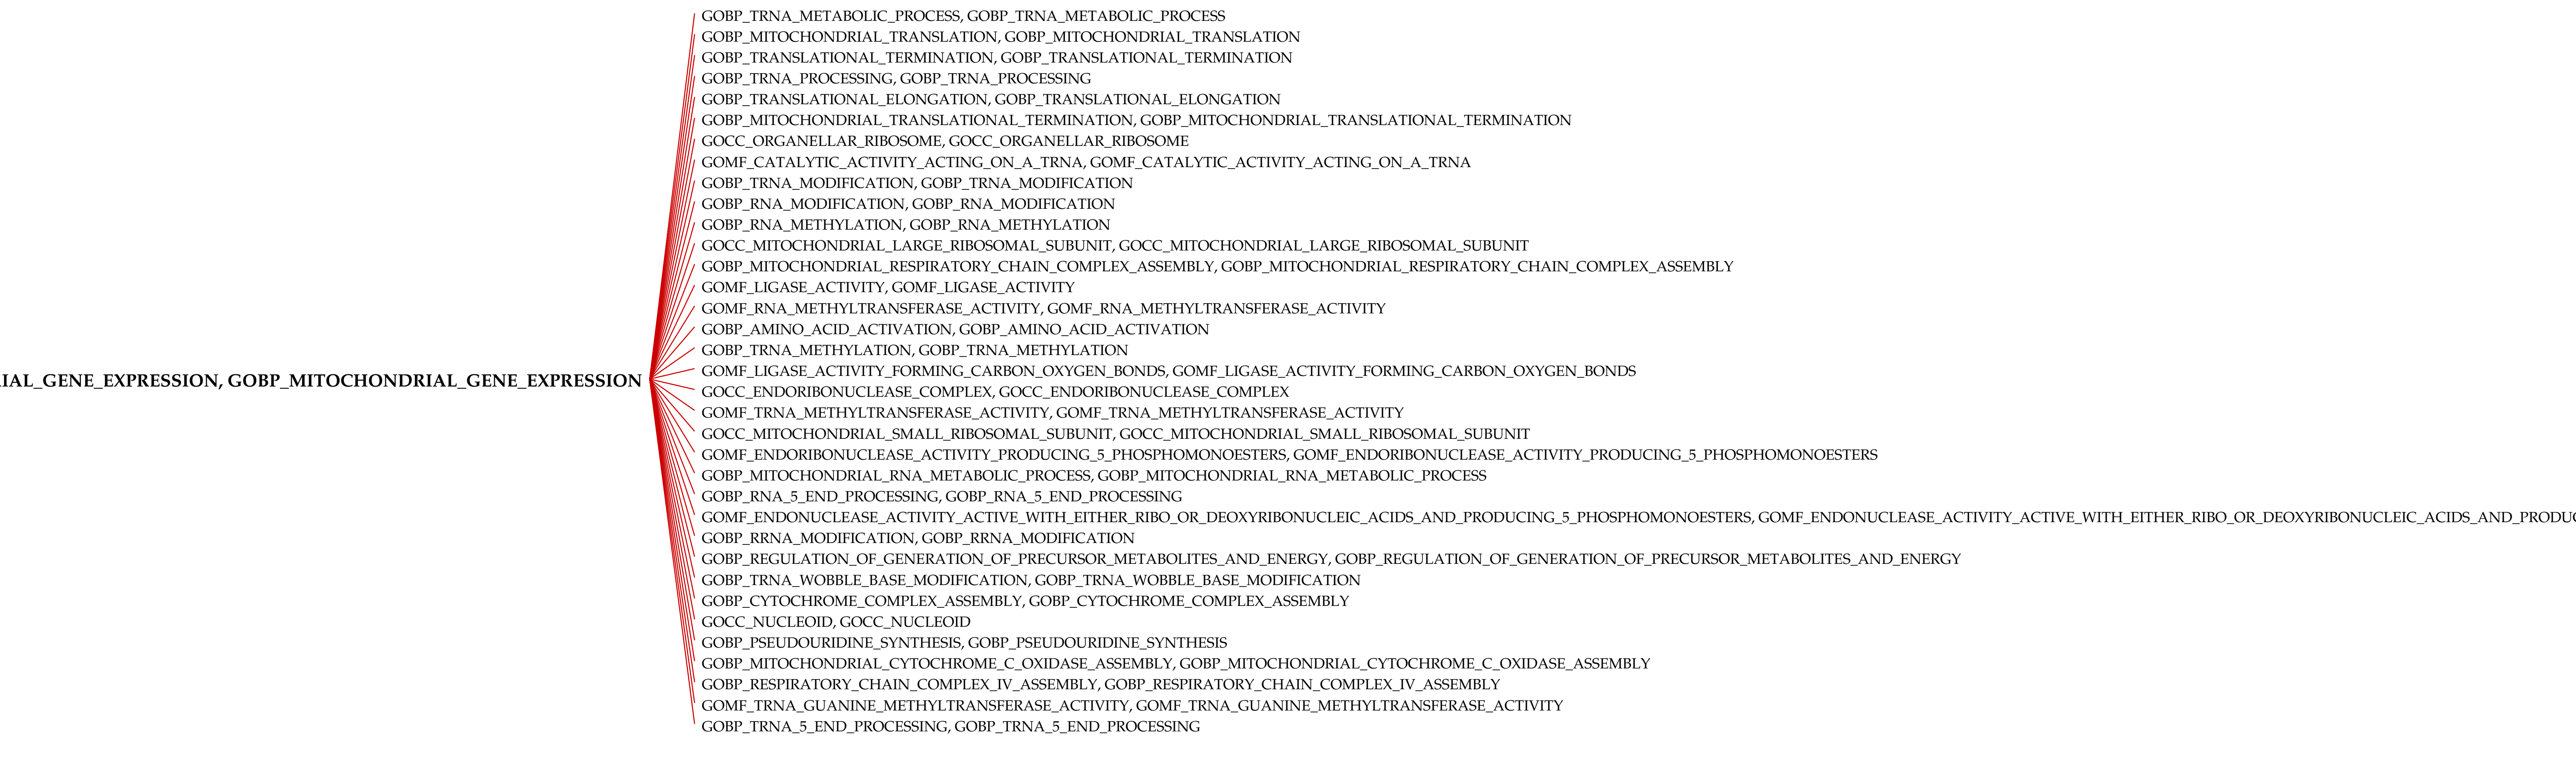 GOBP_TRNA_METABOLIC_PROCESS, GOBP_TRNA_METABOLIC_PROCESS
GOBP_MITOCHONDRIAL_TRANSLATION, GOBP_MITOCHONDRIAL_TRANSLATION
GOBP_TRANSLATIONAL_TERMINATION, GOBP_TRANSLATIONAL_TERMINATION
GOBP_TRNA_PROCESSING, GOBP_TRNA_PROCESSING
GOBP_TRANSLATIONAL_ELONGATION, GOBP_TRANSLATIONAL_ELONGATION
GOBP_MITOCHONDRIAL_TRANSLATIONAL_TERMINATION, GOBP_MITOCHONDRIAL_TRANSLATIONAL_TERMINATION
GOCC_ORGANELLAR_RIBOSOME, GOCC_ORGANELLAR_RIBOSOME
GOMF_CATALYTIC_ACTIVITY_ACTING_ON_A_TRNA, GOMF_CATALYTIC_ACTIVITY_ACTING_ON_A_TRNA
GOBP_TRNA_MODIFICATION, GOBP_TRNA_MODIFICATION
GOBP_RNA_MODIFICATION, GOBP_RNA_MODIFICATION
GOBP_RNA_METHYLATION, GOBP_RNA_METHYLATION
GOCC_MITOCHONDRIAL_LARGE_RIBOSOMAL_SUBUNIT, GOCC_MITOCHONDRIAL_LARGE_RIBOSOMAL_SUBUNIT
GOBP_MITOCHONDRIAL_RESPIRATORY_CHAIN_COMPLEX_ASSEMBLY, GOBP_MITOCHONDRIAL_RESPIRATORY_CHAIN_COMPLEX_ASSEMBLY
GOMF_LIGASE_ACTIVITY, GOMF_LIGASE_ACTIVITY
GOMF_RNA_METHYLTRANSFERASE_ACTIVITY, GOMF_RNA_METHYLTRANSFERASE_ACTIVITY
GOBP_AMINO_ACID_ACTIVATION, GOBP_AMINO_ACID_ACTIVATION
GOBP_TRNA_METHYLATION, GOBP_TRNA_METHYLATION
GOMF_LIGASE_ACTIVITY_FORMING_CARBON_OXYGEN_BONDS, GOMF_LIGASE_ACTIVITY_FORMING_CARBON_OXYGEN_BONDS
IAL_GENE_EXPRESSION, GOBP_MITOCHONDRIAL_GENE_EXPRESSION
GOCC_ENDORIBONUCLEASE_COMPLEX, GOCC_ENDORIBONUCLEASE_COMPLEX
GOMF_TRNA_METHYLTRANSFERASE_ACTIVITY, GOMF_TRNA_METHYLTRANSFERASE_ACTIVITY
GOCC_MITOCHONDRIAL_SMALL_RIBOSOMAL_SUBUNIT, GOCC_MITOCHONDRIAL_SMALL_RIBOSOMAL_SUBUNIT
GOMF_ENDORIBONUCLEASE_ACTIVITY_PRODUCING_5_PHOSPHOMONOESTERS, GOMF_ENDORIBONUCLEASE_ACTIVITY_PRODUCING_5_PHOSPHOMONOESTERS
GOBP_MITOCHONDRIAL_RNA_METABOLIC_PROCESS, GOBP_MITOCHONDRIAL_RNA_METABOLIC_PROCESS
GOBP_RNA_5_END_PROCESSING, GOBP_RNA_5_END_PROCESSING
GOMF_ENDONUCLEASE_ACTIVITY_ACTIVE_WITH_EITHER_RIBO_OR_DEOXYRIBONUCLEIC_ACIDS_AND_PRODUCING_5_PHOSPHOMONOESTERS, GOMF_ENDONUCLEASE_ACTIVITY_ACTIVE_WITH_EITHER_RIBO_OR_DEOXYRIBONUCLEIC_ACIDS_AND_PRODUC
GOBP_RRNA_MODIFICATION, GOBP_RRNA_MODIFICATION
GOBP_REGULATION_OF_GENERATION_OF_PRECURSOR_METABOLITES_AND_ENERGY, GOBP_REGULATION_OF_GENERATION_OF_PRECURSOR_METABOLITES_AND_ENERGY
GOBP_TRNA_WOBBLE_BASE_MODIFICATION, GOBP_TRNA_WOBBLE_BASE_MODIFICATION
GOBP_CYTOCHROME_COMPLEX_ASSEMBLY, GOBP_CYTOCHROME_COMPLEX_ASSEMBLY
GOCC_NUCLEOID, GOCC_NUCLEOID
GOBP_PSEUDOURIDINE_SYNTHESIS, GOBP_PSEUDOURIDINE_SYNTHESIS
GOBP_MITOCHONDRIAL_CYTOCHROME_C_OXIDASE_ASSEMBLY, GOBP_MITOCHONDRIAL_CYTOCHROME_C_OXIDASE_ASSEMBLY
GOBP_RESPIRATORY_CHAIN_COMPLEX_IV_ASSEMBLY, GOBP_RESPIRATORY_CHAIN_COMPLEX_IV_ASSEMBLY
GOMF_TRNA_GUANINE_METHYLTRANSFERASE_ACTIVITY, GOMF_TRNA_GUANINE_METHYLTRANSFERASE_ACTIVITY
GOBP_TRNA_5_END_PROCESSING, GOBP_TRNA_5_END_PROCESSING